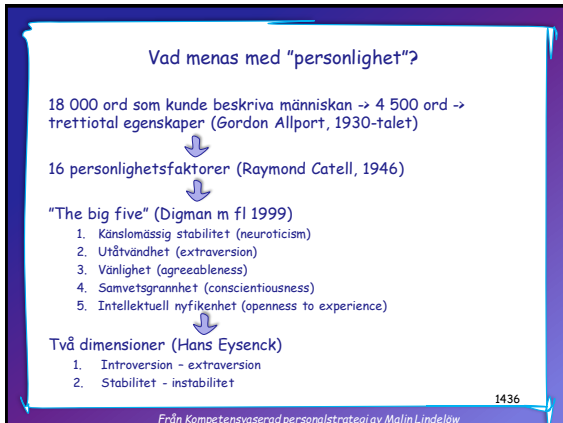 Vad menas med ”personlighet”?
18 000 ord som kunde beskriva människan -> 4 500 ord ->
trettiotal egenskaper (Gordon Allport, 1930-talet)
16 personlighetsfaktorer (Raymond Catell, 1946)
”The big five” (Digman m fl 1999)
1. Känslomässig stabilitet (neuroticism)
2. Utåtvändhet (extraversion)
3. Vänlighet (agreeableness)
4. Samvetsgrannhet (conscientiousness)
5. Intellektuell nyfikenhet (openness to experience)
Två dimensioner (Hans Eysenck)
1. Introversion – extraversion
2. Stabilitet - instabilitet
1436
Från Kompetensvaserad personalstrategi av Malin Lindelöw